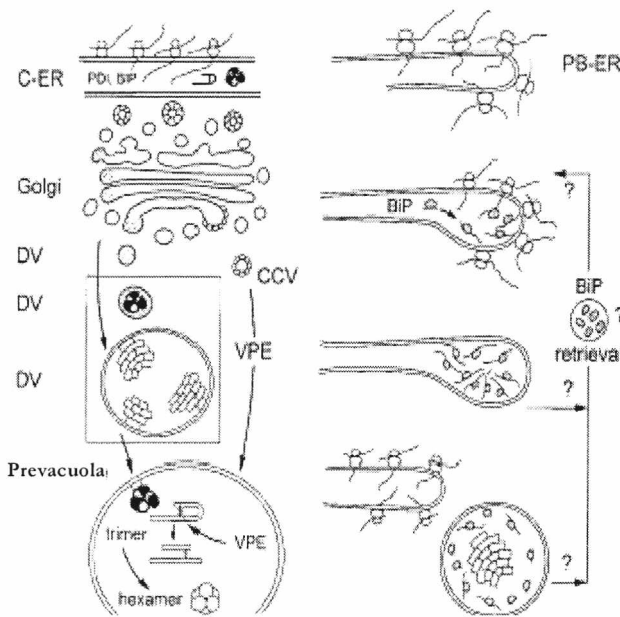 C-ER
PDI, BiP
Golgi
DV
CCV
DV
VPE
DV
Prevacuola
trimer
VPE
hexamer
PB-ER
BiP
?
BiP
?
retrieva
?
?